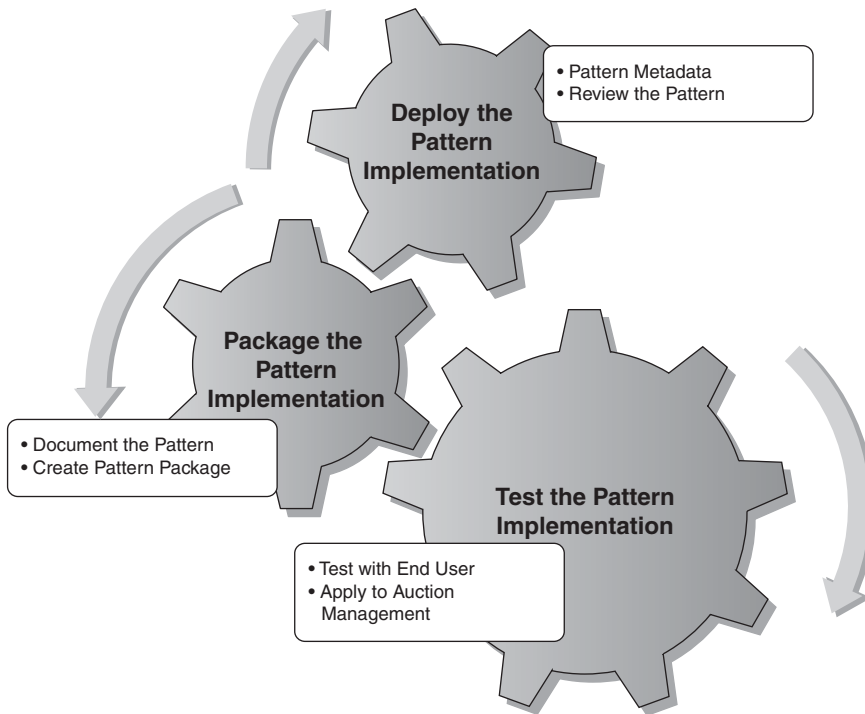 Deploy the
Pattern
Implementation
• Pattern Metadata
• Review the Pattern
Package the
Pattern
Implementation
• Document the Pattern
• Create Pattern Package
Test the Pattern
Implementation
• Test with End User
• Apply to Auction
Management